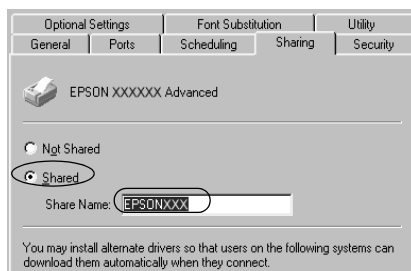 Optional Settings Font Substitution Utility
General Ports Scheduling Sharing Security
EPSON XXXXXX Advanced
Not Shared
Shared
Share Name: EPSONXXX
You may install alternate drivers so that users on the following systems can
download them automatically when they connect.